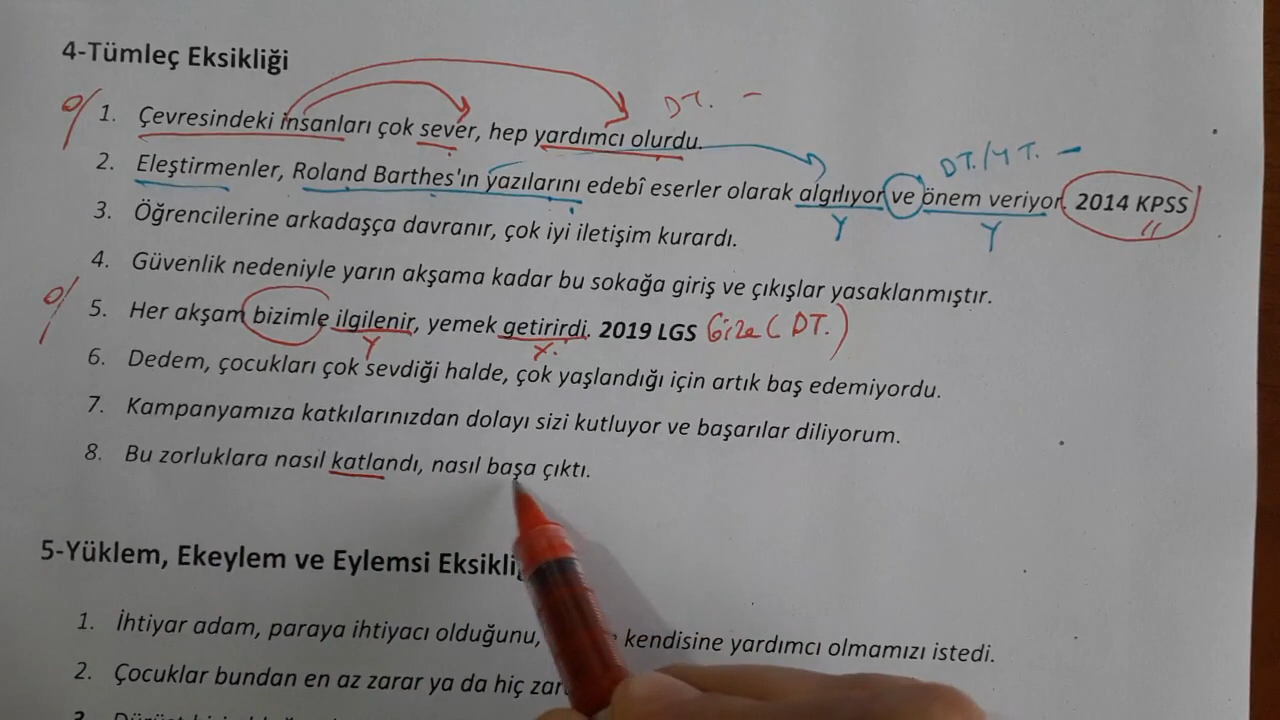 4-Tümleç Eksikliği
% 1. Çevresindeki insanları çok sever, hep yardımcı olurdu. DT. -
2. Eleştirmenler, Roland Barthes'ın yazılarını edebî eserler olarak algılıyor ve önem veriyor. 2014 KPSS
DT./YT. -
Y Y
3. Öğrencilerine arkadaşça davranır, çok iyi iletişim kurardı.
4. Güvenlik nedeniyle yarın akşama kadar bu sokağa giriş ve çıkışlar yasaklanmıştır.
% 5. Her akşam bizimle ilgilenir, yemek getirirdi. 2019 LGS Bize (DT.)
Y Y.
6. Dedem, çocukları çok sevdiği halde, çok yaşlandığı için artık baş edemiyordu.
7. Kampanyamıza katkılarınızdan dolayı sizi kutluyor ve başarılar diliyorum.
8. Bu zorluklara nasıl katlandı, nasıl başa çıktı.
5-Yüklem, Ekeylem ve Eylemsi
1. İhtiyar adam, paraya ihtiyacı olduğunu, kendisine yardımcı olmamızı istedi.
2. Çocuklar bundan en az zarar ya da hiç